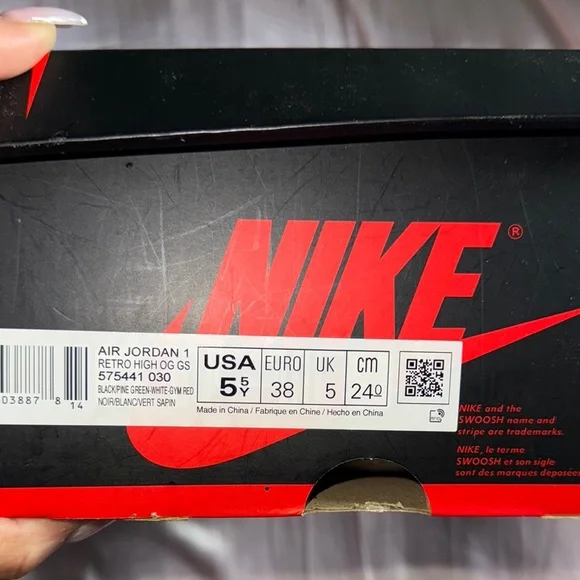 NIKE®
AIR JORDAN 1
RETRO HIGH OG GS
575441 030
BLACK/PINE GREEN-WHITE-GYM RED
NOIR/BLANC/VERT SAPIN
USA
5 5Y
EURO
38
UK
5
cm
24 0
Made in China / Fabrique en Chine / Hecho en China
03887 8
14
NIKE and the
SWOOSH name and
stripe are trademarks.
NIKE, le terme
SWOOSH et son sigle
sont des marques déposées